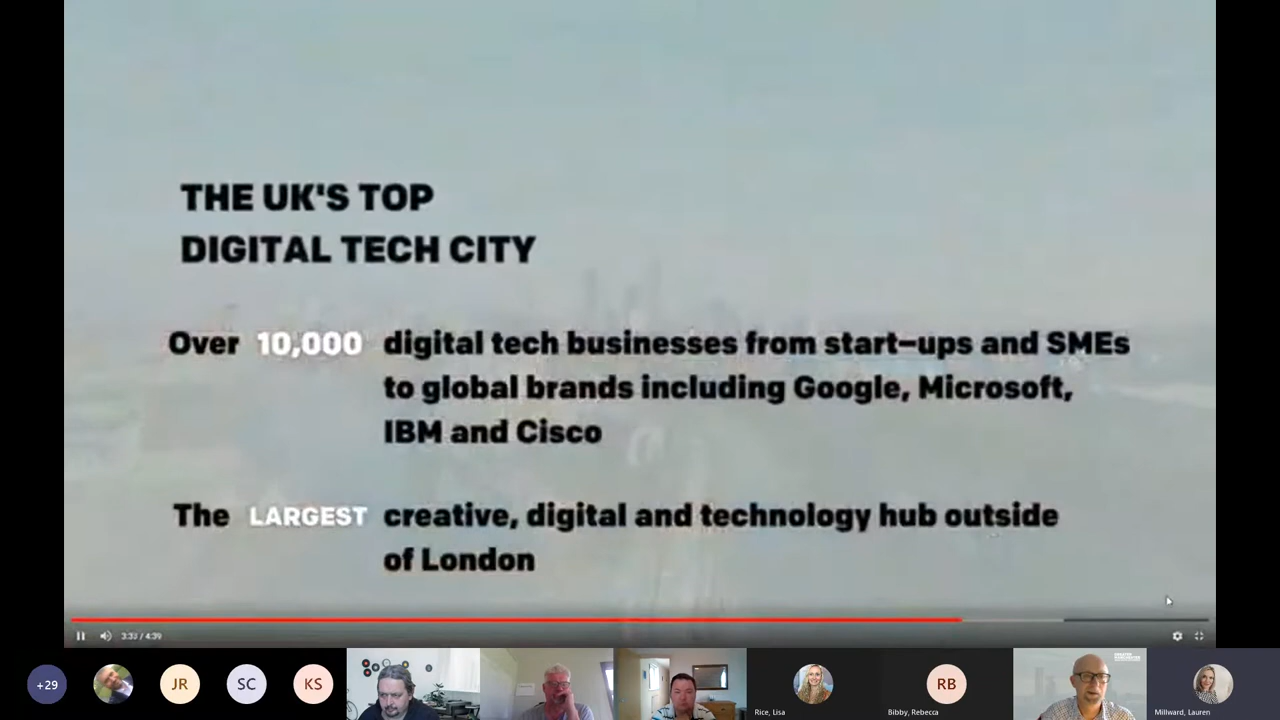 THE UK'S TOP
DIGITAL TECH CITY
Over 10,000 digital tech businesses from start-ups and SMEs
to global brands including Google, Microsoft,
IBM and Cisco
The LARGEST creative, digital and technology hub outside
of London
3:33 / 4:39
+29
JR
SC
KS
Rice, Lisa
RB
Bibby, Rebecca
GREATER
MANCHESTER
Millward, Lauren